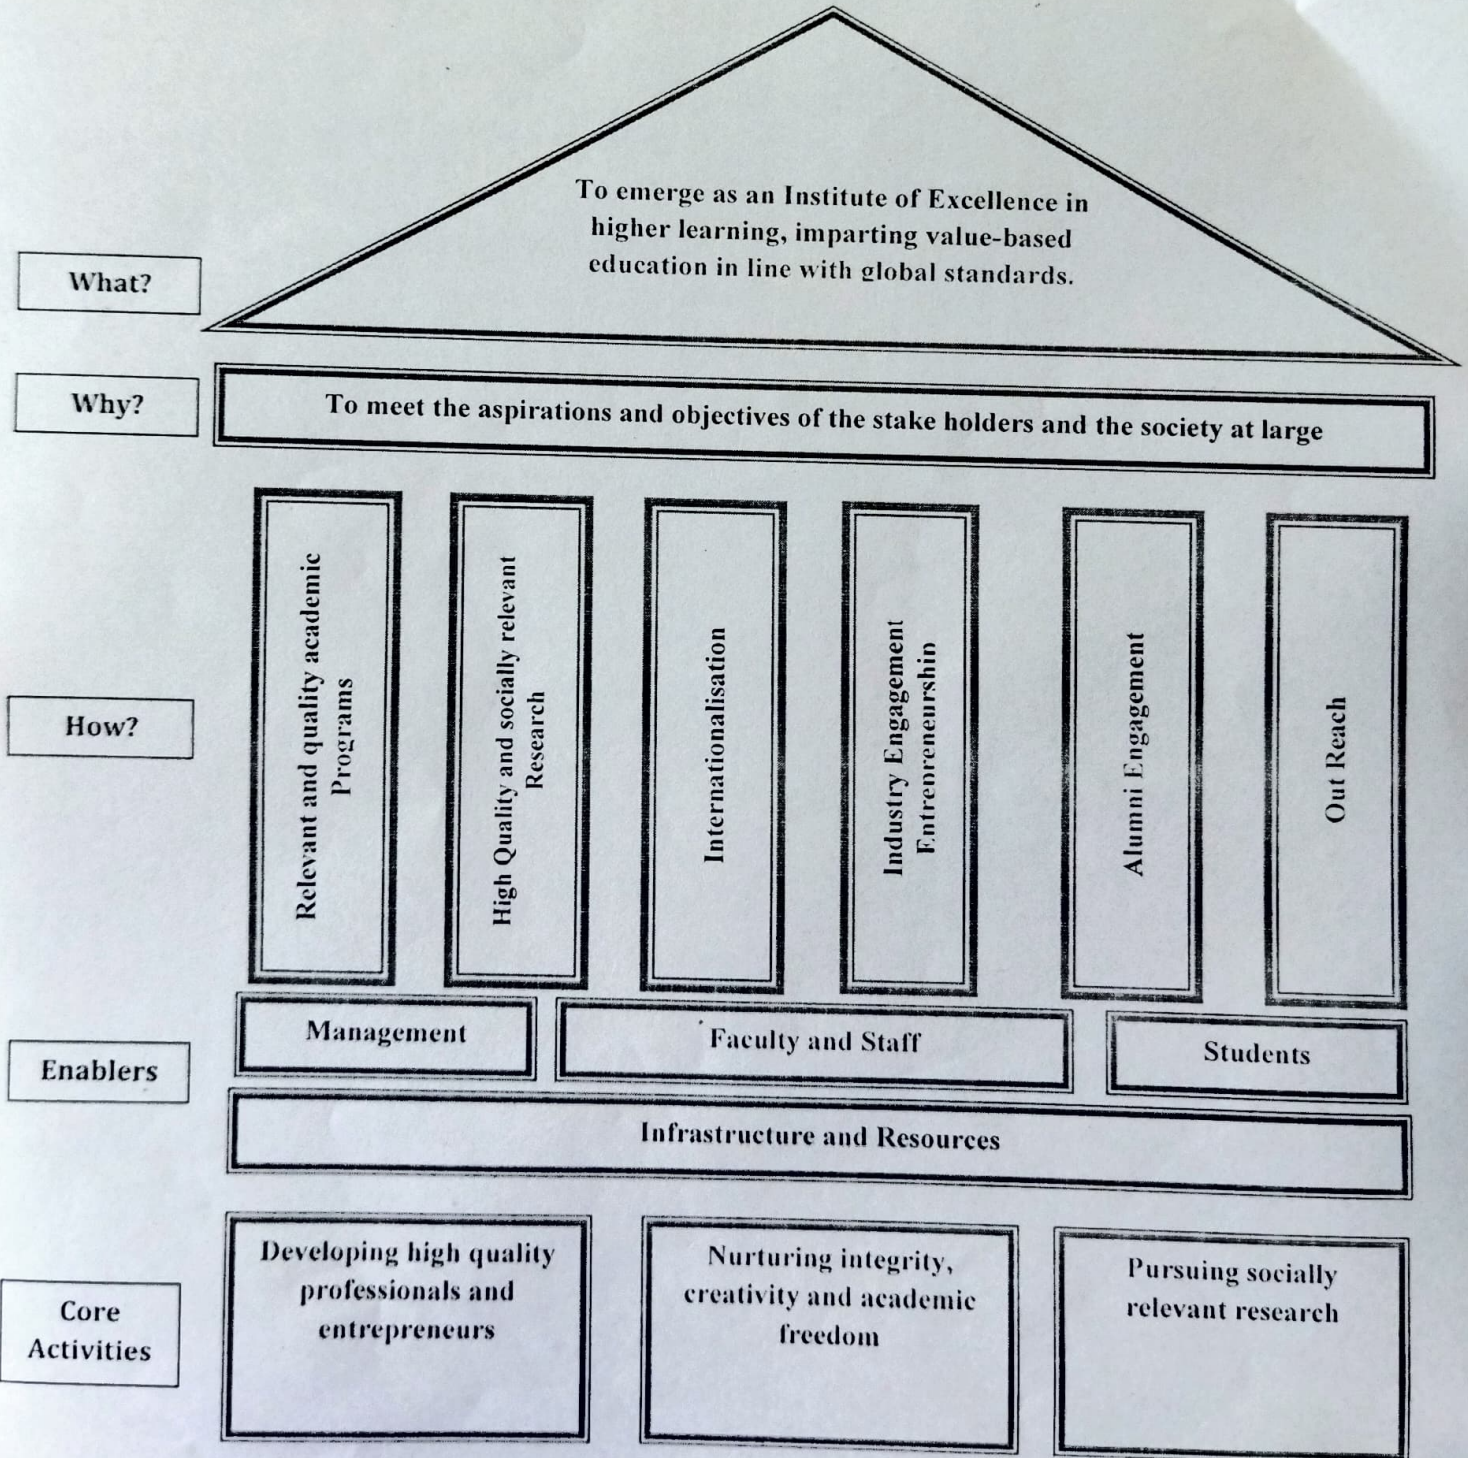 To emerge as an Institute of Excellence in
higher learning, imparting value-based
education in line with global standards.
What?
Why?
To meet the aspirations and objectives of the stake holders and the society at large
How?
Relevant and quality academic
Programs
High Quality and socially relevant
Research
Internationalisation
Industry Engagement
Entrepreneurship
Alumni Engagement
Out Reach
Enablers
Management
Faculty and Staff
Students
Infrastructure and Resources
Core
Activities
Developing high quality
professionals and
entrepreneurs
Nurturing integrity,
creativity and academic
freedom
Pursuing socially
relevant research